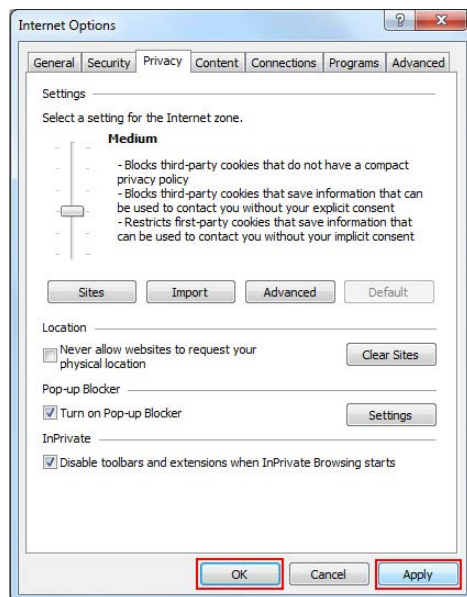 Internet Options
?
X
General Security Privacy Content Connections Programs Advanced
Settings
Select a setting for the Internet zone.
Medium
- Blocks third-party cookies that do not have a compact
privacy policy
- Blocks third-party cookies that save information that can
be used to contact you without your explicit consent
- Restricts first-party cookies that save information that
can be used to contact you without your implicit consent
Sites Import Advanced Default
Location
Never allow websites to request your
physical location
Clear Sites
Pop-up Blocker
Turn on Pop-up Blocker
Settings
InPrivate
Disable toolbars and extensions when InPrivate Browsing starts
OK Cancel Apply